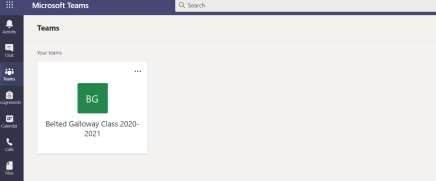 Microsoft Teams
Search
Activity
Teams
Chat
Your teams
Teams
...
BG
Assignments
Belted Galloway Class 2020-
2021
Calendar
Calls
Files